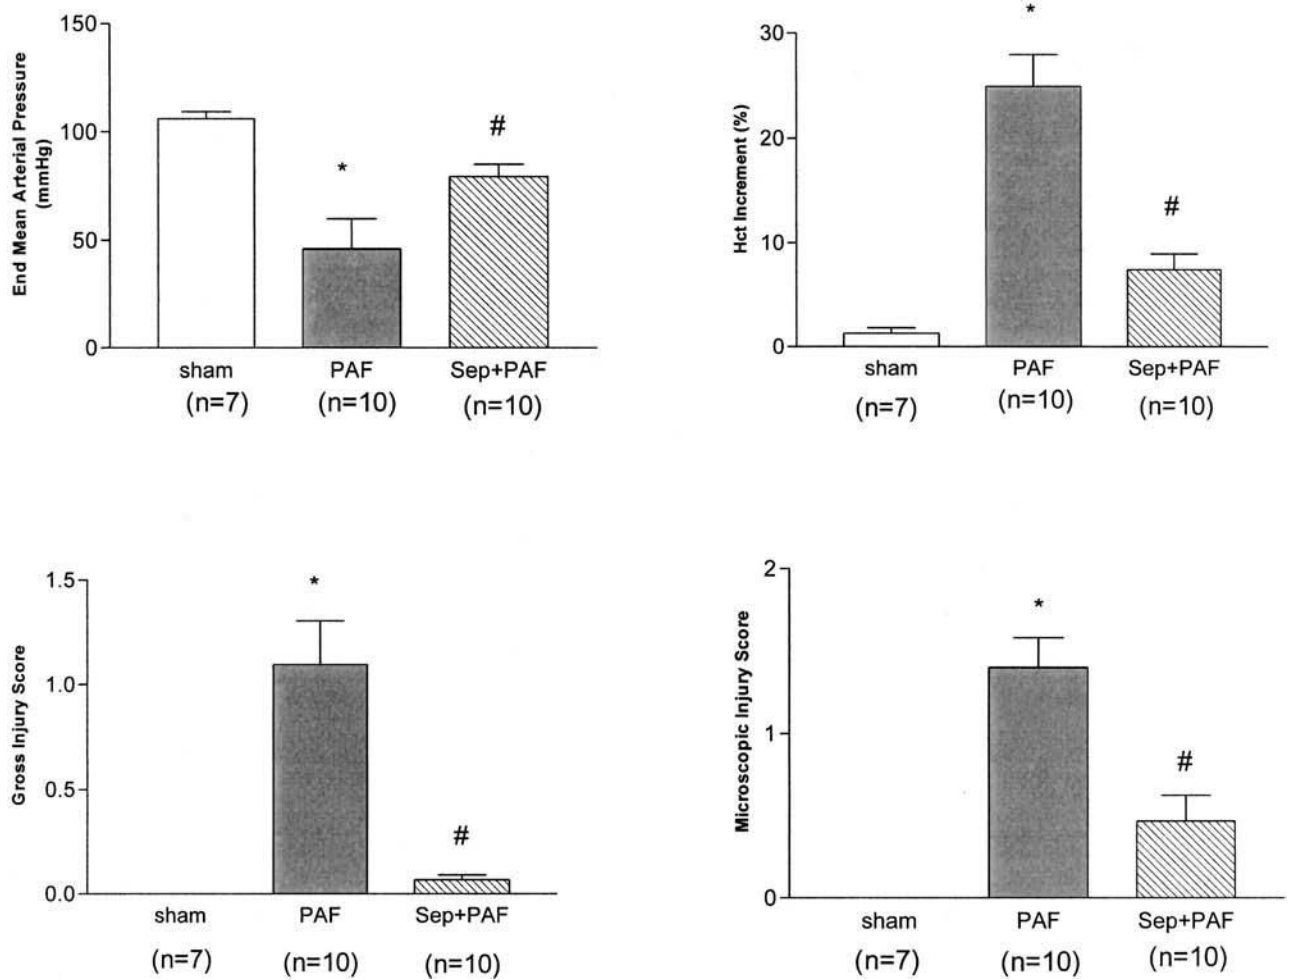 150
100
50
0
End Mean Arterial Pressure
(mmHg)
*
#
sham
PAF
Sep+PAF
(n=7)
(n=10)
(n=10)
30
20
10
0
Hct Increment (%)
*
#
sham
PAF
Sep+PAF
(n=7)
(n=10)
(n=10)
1.5
1.0
0.5
0.0
Gross Injury Score
*
#
sham
PAF
Sep+PAF
(n=7)
(n=10)
(n=10)
2
1
0
Microscopic Injury Score
*
#
sham
PAF
Sep+PAF
(n=7)
(n=10)
(n=10)